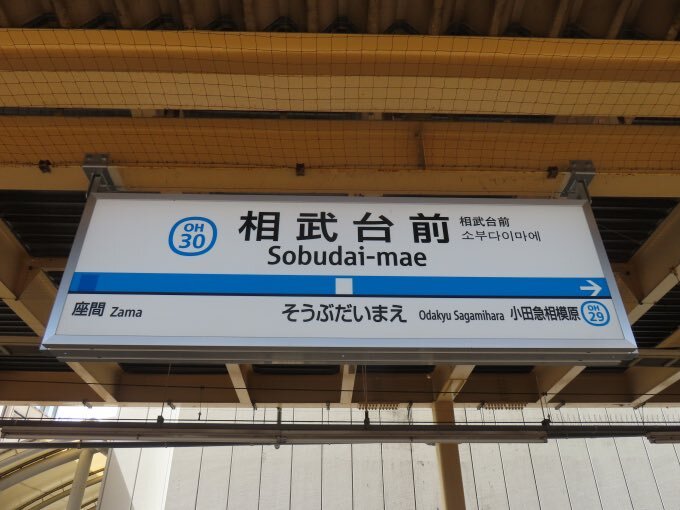 OH
30
相武台前
Sobudai-mae
相武台前
소부다이마에
座間 Zama
そうぶだいまえ
Odakyu Sagamihara 小田急相模原
OH
29